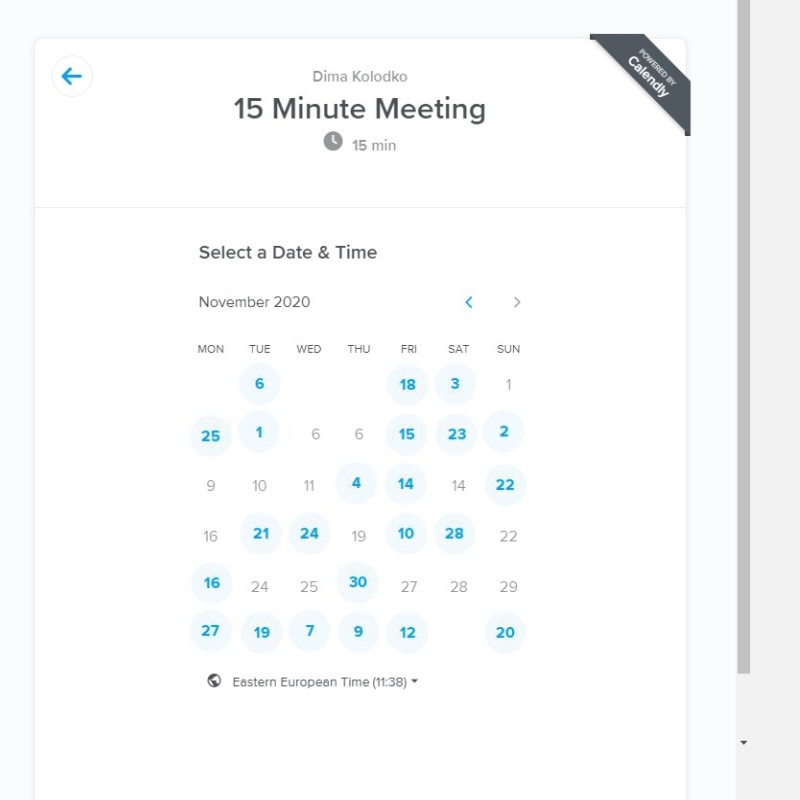 Dima Kolodko
15 Minute Meeting
15 min
POWERED BY
Calendly
Select a Date & Time
November 2020
MON TUE WED THU FRI SAT SUN
6 18 3 1
25 1 6 6 15 23 2
9 10 11 4 14 14 22
16 21 24 19 10 28 22
16 24 25 30 27 28 29
27 19 7 9 12 20
Eastern European Time (11:38)